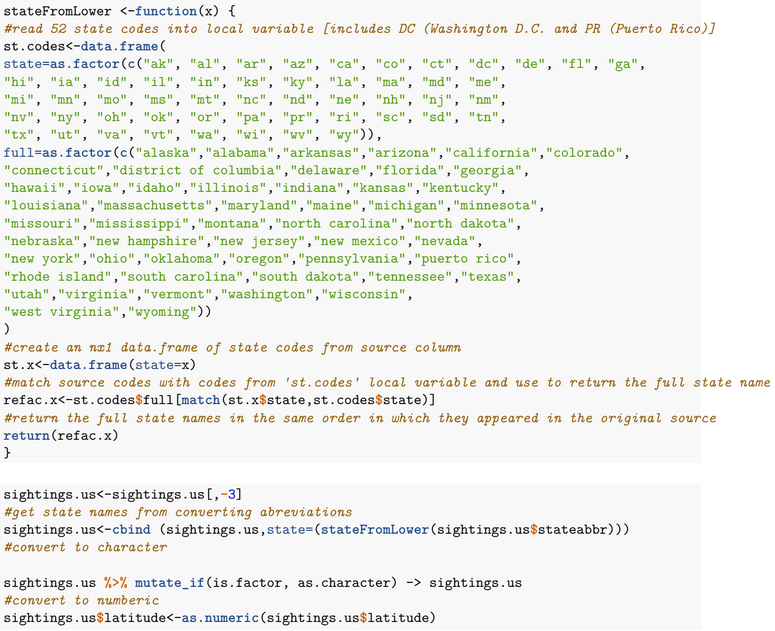 stateFromLower <-function(x) {
#read 52 state codes into local variable [includes DC (Washington D.C. and PR (Puerto Rico)]
st.codes<-data.frame(
state=as.factor(c("ak", "al", "ar", "az", "ca", "co", "ct", "dc", "de", "fl", "ga",
"hi", "ia", "id", "il", "in", "ks", "ky", "la", "ma", "md", "me",
"mi", "mn", "mo", "ms", "mt", "nc", "nd", "ne", "nh", "nj", "nm",
"nv", "ny", "oh", "ok", "or", "pa", "pr", "ri", "sc", "sd", "tn",
"tx", "ut", "va", "vt", "wa", "wi", "wv", "wy")),
full=as.factor(c("alaska","alabama","arkansas","arizona","california","colorado",
"connecticut","district of columbia","delaware","florida","georgia",
"hawaii","iowa","idaho","illinois","indiana","kansas","kentucky",
"louisiana","massachusetts","maryland","maine","michigan","minnesota",
"missouri","mississippi","montana","north carolina","north dakota",
"nebraska","new hampshire","new jersey","new mexico","nevada",
"new york","ohio","oklahoma","oregon","pennsylvania","puerto rico",
"rhode island","south carolina","south dakota","tennessee","texas",
"utah","virginia","vermont","washington","wisconsin",
"west virginia","wyoming"))
)
#create an nx1 data.frame of state codes from source column
st.x<-data.frame(state=x)
#match source codes with codes from 'st.codes' local variable and use to return the full state name
refac.x<-st.codes$full[match(st.x$state,st.codes$state)]
#return the full state names in the same order in which they appeared in the original source
return(refac.x)
}
sightings.us<-sightings.us[,-3]
#get state names from converting abreviations
sightings.us<-cbind (sightings.us,state=(stateFromLower(sightings.us$stateabbr)))
#convert to character
sightings.us %>% mutate_if(is.factor, as.character) -> sightings.us
#convert to numberic
sightings.us$latitude<-as.numeric(sightings.us$latitude)